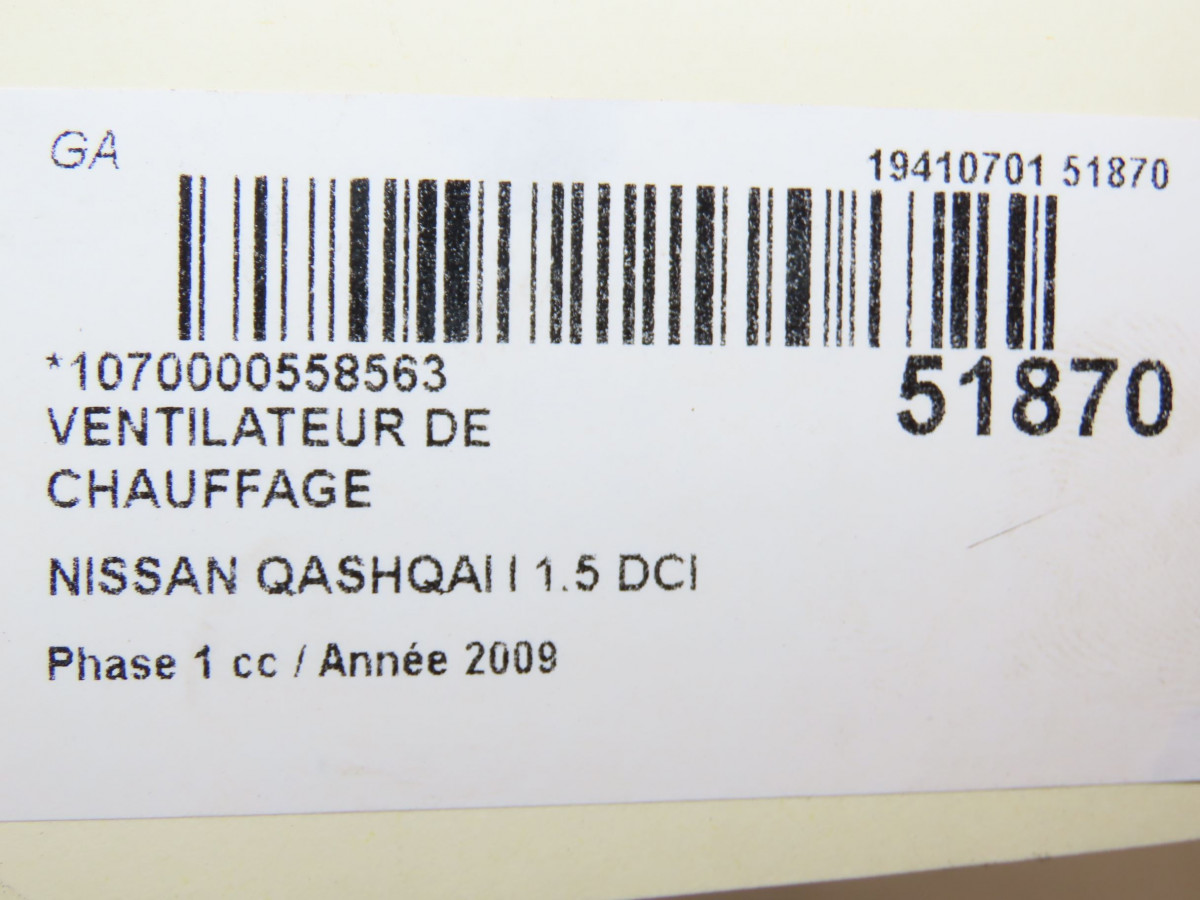 GA
19410701 51870
*1070000558563
51870
VENTILATEUR DE
CHAUFFAGE
NISSAN QASHQAI I 1.5 DCI
Phase 1 cc / Année 2009